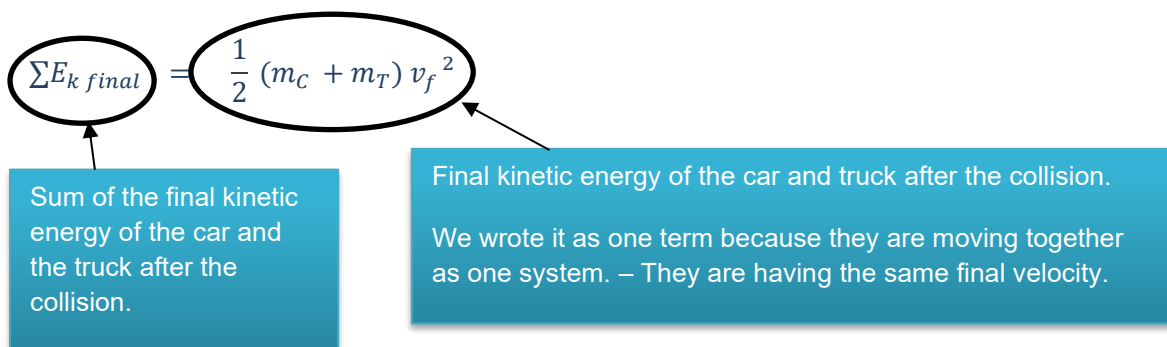 ∑E_{k final} = \frac{1}{2} (m_C + m_T) v_f^2
Sum of the final kinetic
energy of the car and
the truck after the
collision.
Final kinetic energy of the car and truck after the collision.
We wrote it as one term because they are moving together
as one system. – They are having the same final velocity.